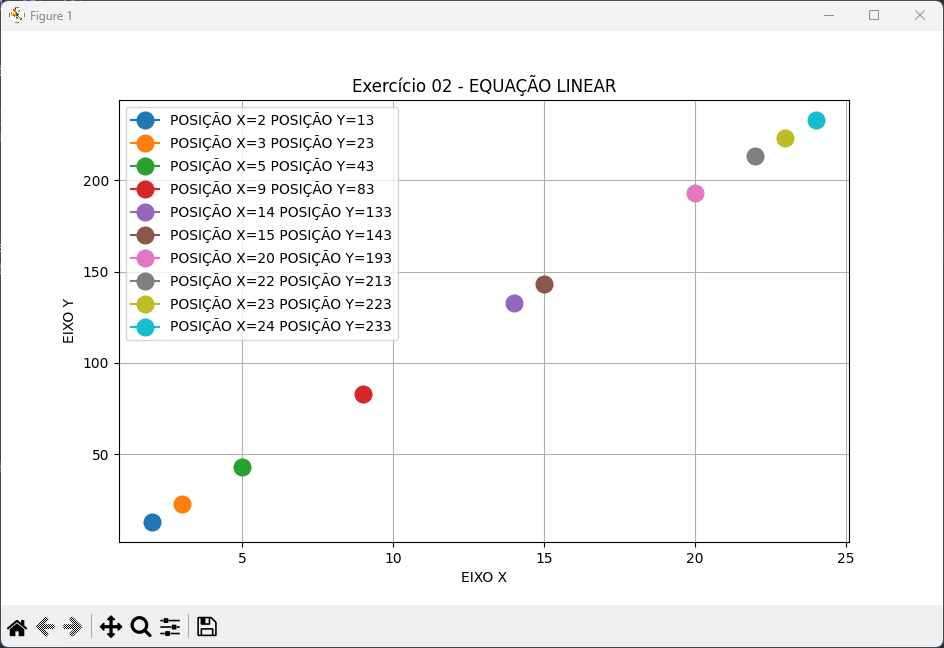 Figure 1
Exercício 02 - EQUAÇÃO LINEAR
POSIÇÃO X=2 POSIÇÃO Y=13
POSIÇÃO X=3 POSIÇÃO Y=23
POSIÇÃO X=5 POSIÇÃO Y=43
POSIÇÃO X=9 POSIÇÃO Y=83
POSIÇÃO X=14 POSIÇÃO Y=133
POSIÇÃO X=15 POSIÇÃO Y=143
POSIÇÃO X=20 POSIÇÃO Y=193
POSIÇÃO X=22 POSIÇÃO Y=213
POSIÇÃO X=23 POSIÇÃO Y=223
POSIÇÃO X=24 POSIÇÃO Y=233
EIXO Y
200
150
100
50
5 10 15 20 25
EIXO X